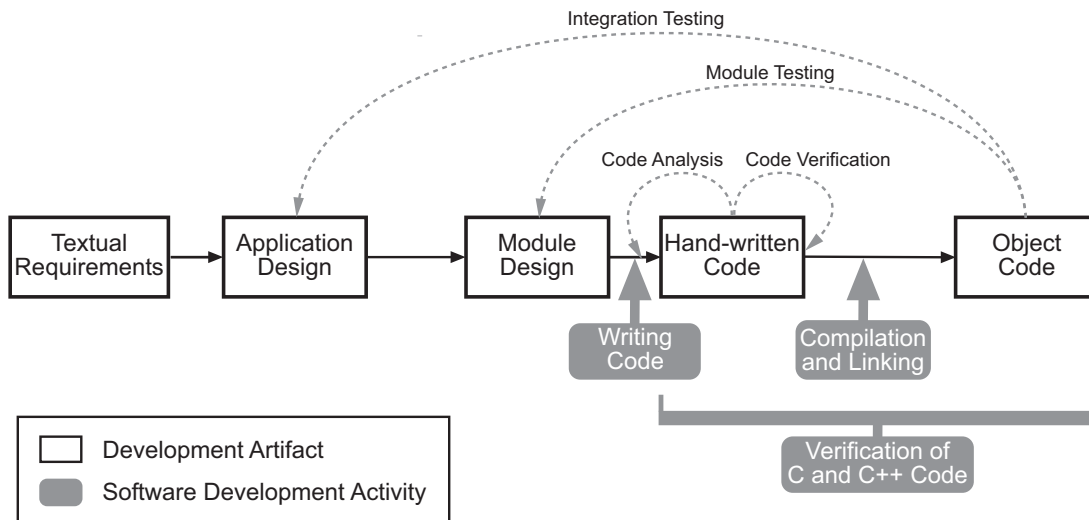 Integration Testing
Module Testing
Code Analysis
Code Verification
Textual
Requirements
Application
Design
Module
Design
Hand-written
Code
Object
Code
Writing
Code
Compilation
and Linking
Development Artifact
Software Development Activity
Verification of
C and C++ Code